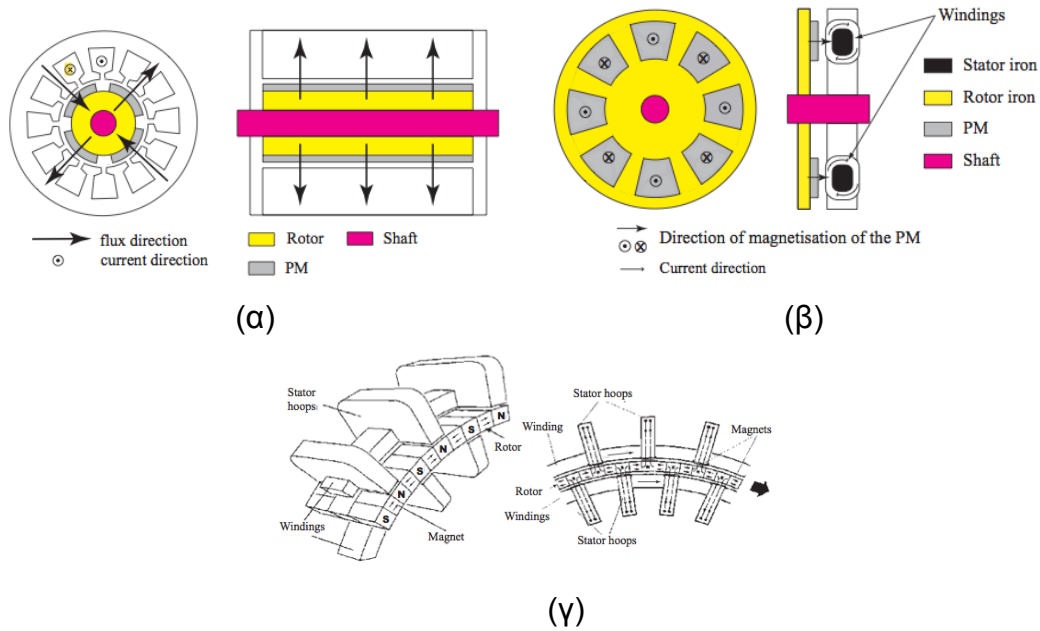 flux direction
current direction
Rotor
Shaft
PM
(α)
Windings
Stator iron
Rotor iron
PM
Shaft
Direction of magnetisation of the PM
Current direction
(β)
Stator
hoops
N
S
N
S
N
S
Rotor
Windings
Magnet
Stator hoops
Winding
Magnets
Rotor
Windings
Stator hoops
(γ)